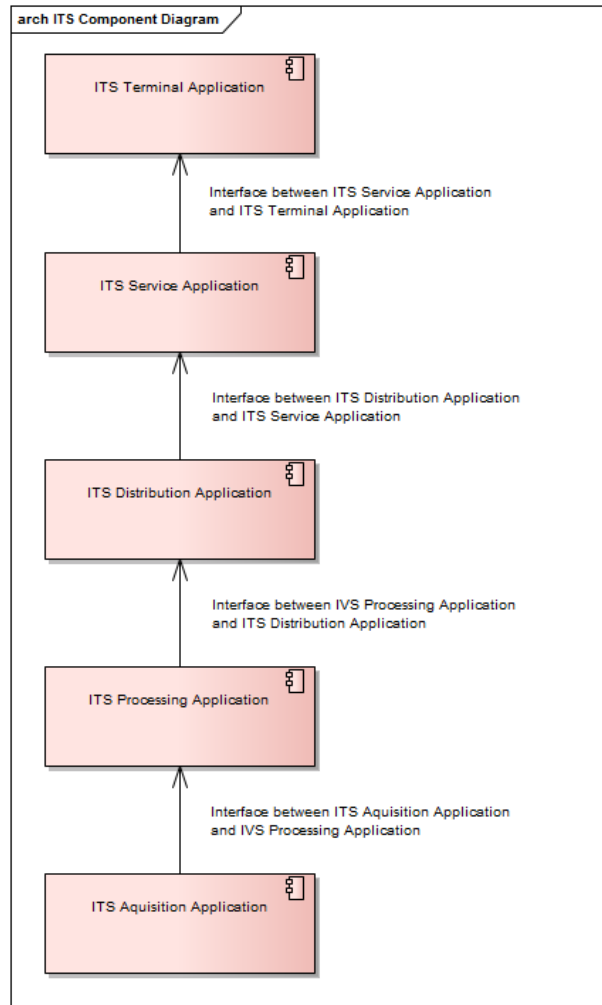 arch ITS Component Diagram
ITS Terminal Application
Interface between ITS Service Application
and ITS Terminal Application
ITS Service Application
Interface between ITS Distribution Application
and ITS Service Application
ITS Distribution Application
Interface between IVS Processing Application
and ITS Distribution Application
ITS Processing Application
Interface between ITS Aquisition Application
and IVS Processing Application
ITS Aquisition Application